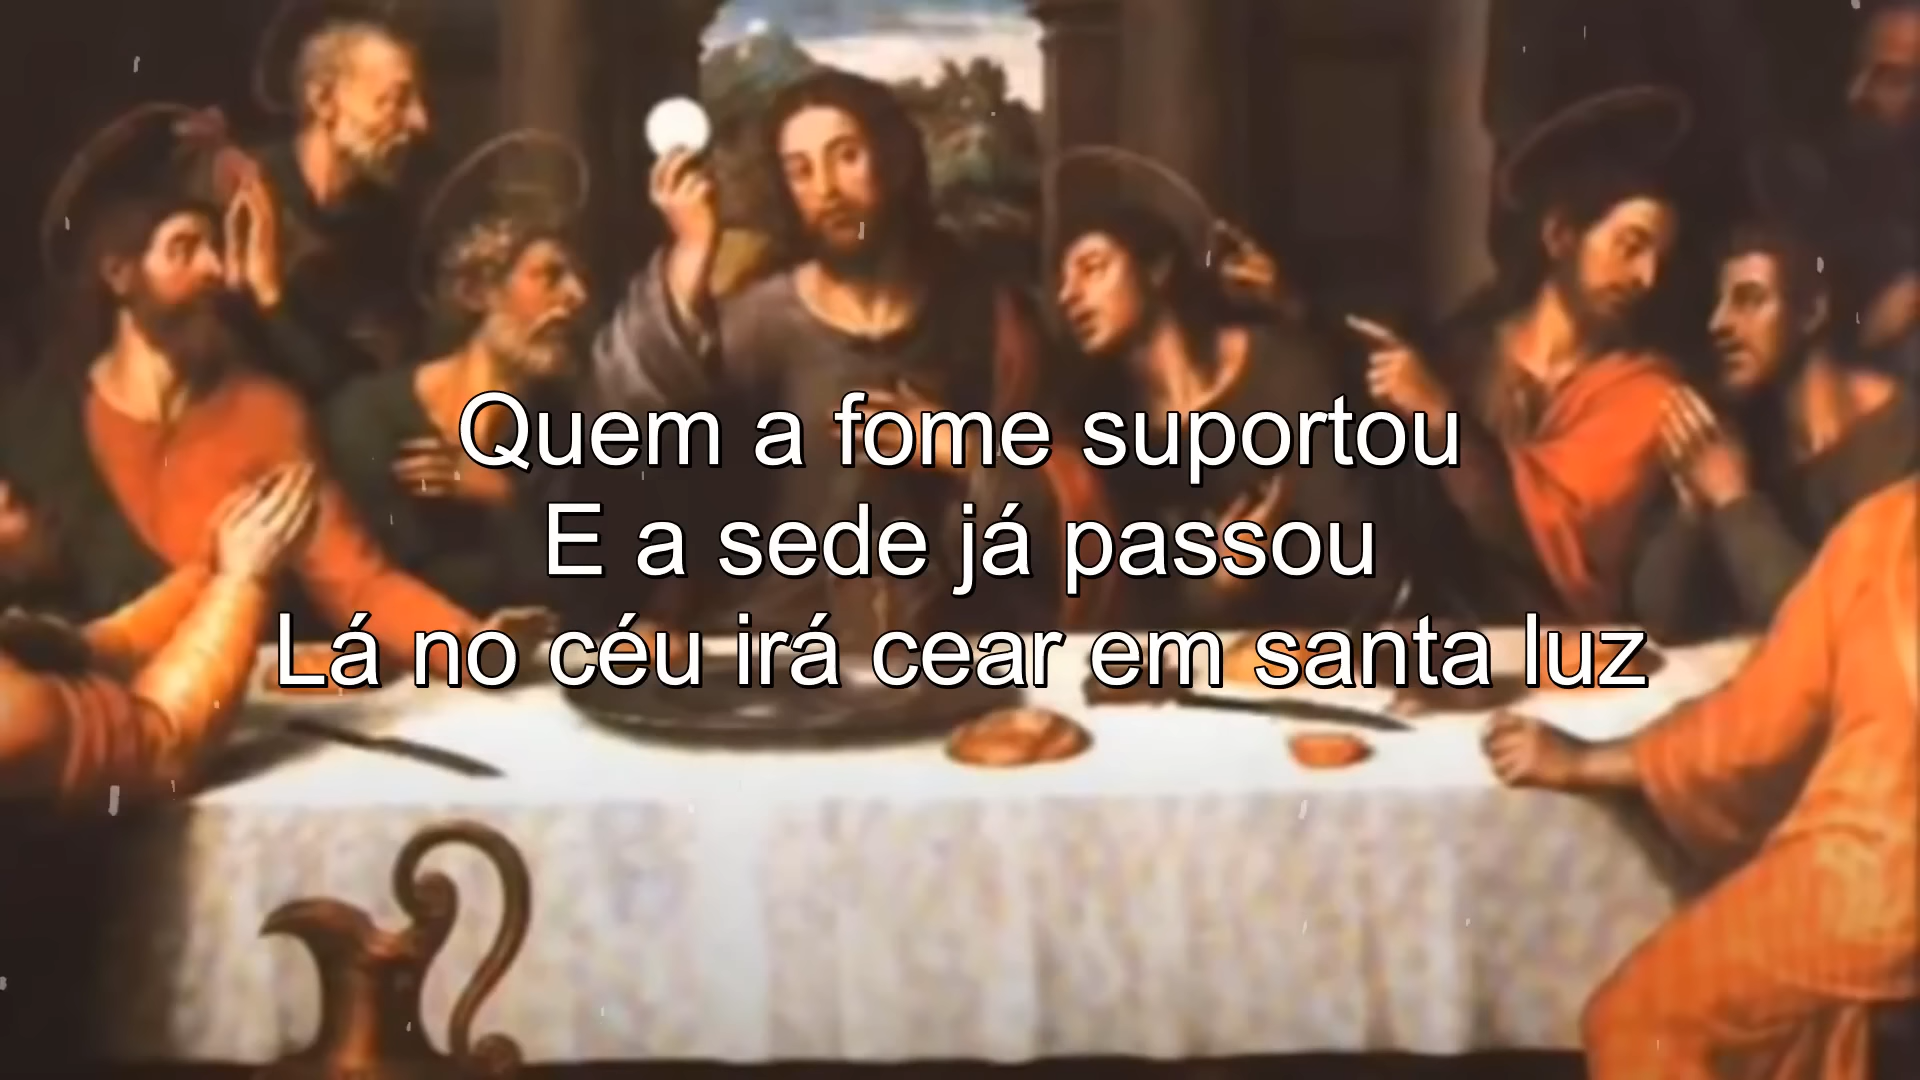 Quem a fome suportou
E a sede já passou
Lá no céu irá cear em santa luz